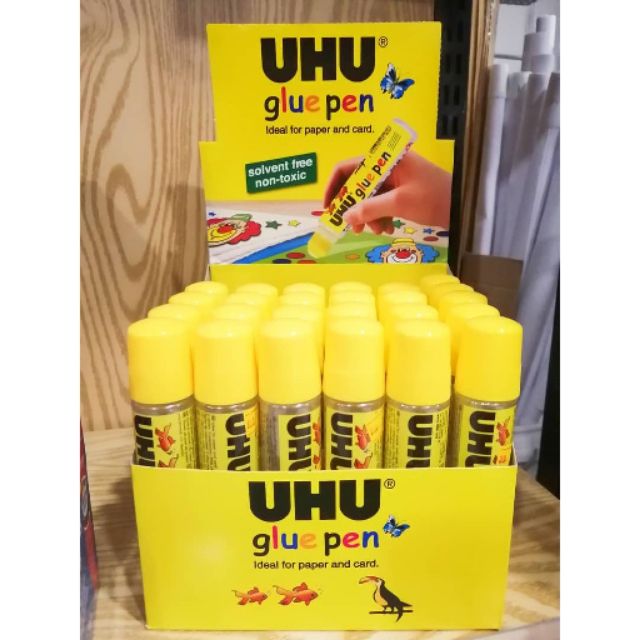 UHU®
glue pen
Ideal for paper and card.
solvent free
non-toxic
UHU glue pen
UHU
UHU
UHU
UHU
UHU
UHU
UHU®
glue pen
Ideal for paper and card.